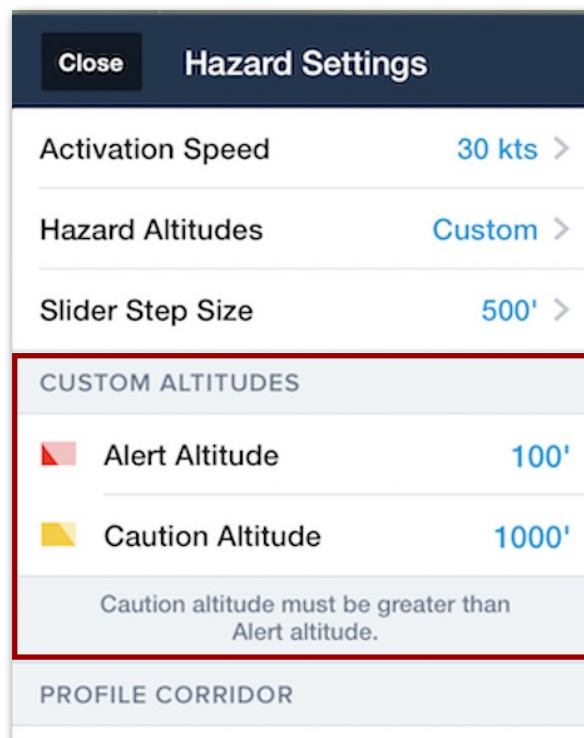 Close Hazard Settings
Activation Speed 30 kts >
Hazard Altitudes Custom >
Slider Step Size 500' >
CUSTOM ALTITUDES
Alert Altitude 100'
Caution Altitude 1000'
Caution altitude must be greater than
Alert altitude.
PROFILE CORRIDOR